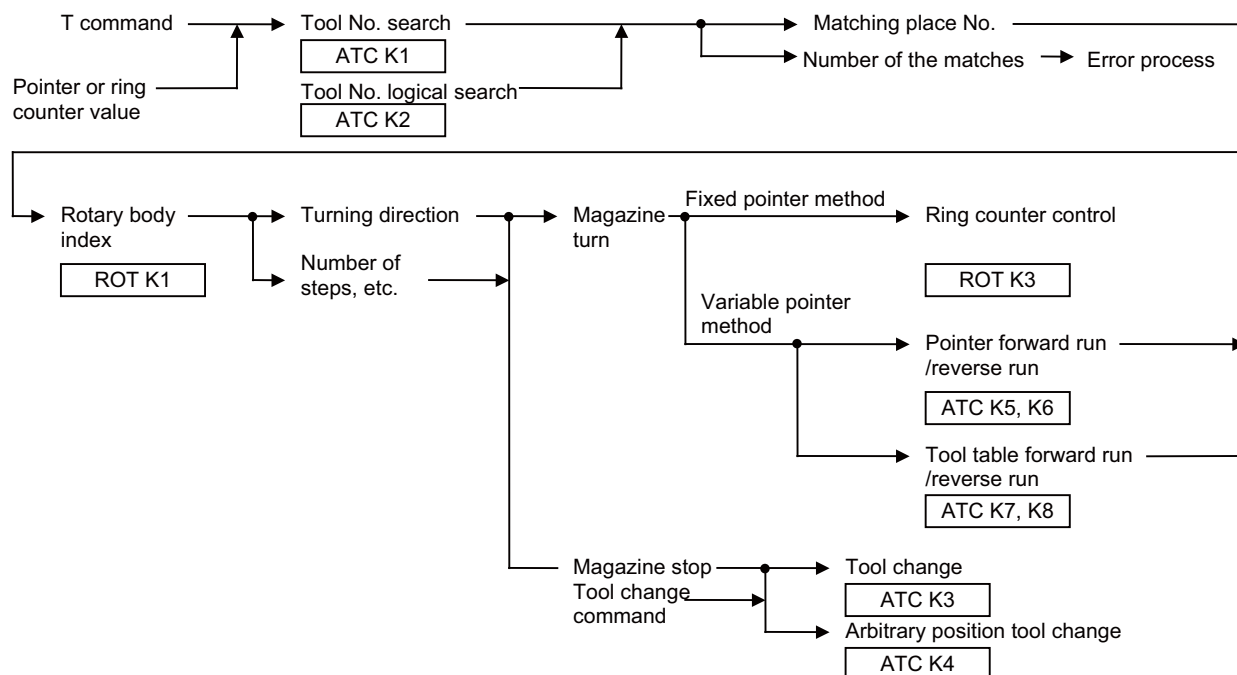 T command
Tool No. search
Matching place No.
ATC K1
Number of the matches
Error process
Pointer or ring
counter value
Tool No. logical search
ATC K2
Rotary body
index
ROT K1
Turning direction
Number of
steps, etc.
Magazine
turn
Fixed pointer method
Ring counter control
ROT K3
Variable pointer
method
Pointer forward run
/reverse run
ATC K5, K6
Tool table forward run
/reverse run
ATC K7, K8
Magazine stop
Tool change
command
Tool change
ATC K3
Arbitrary position tool change
ATC K4